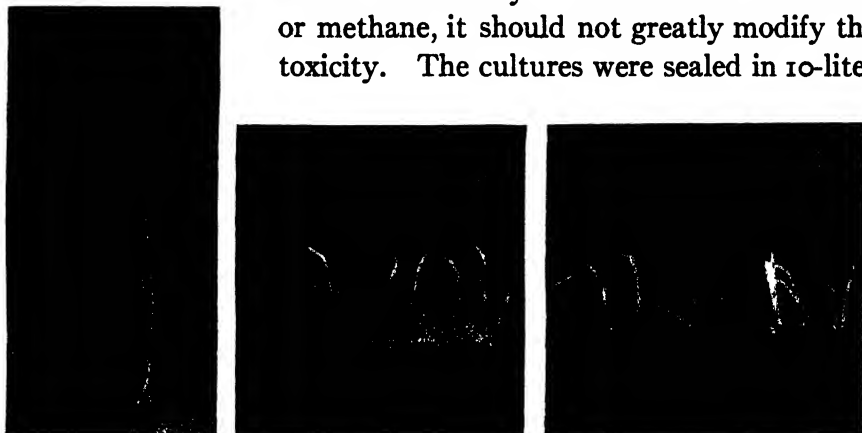 or methane, it should not greatly modify th
toxicity. The cultures were sealed in 10-lite